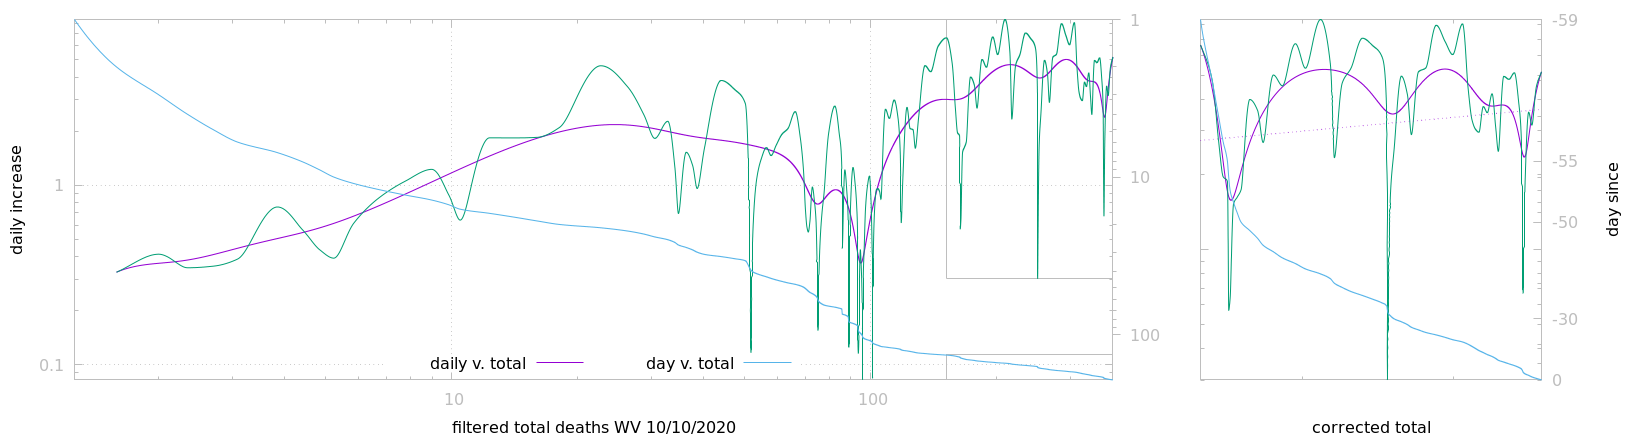 daily increase
1
0.1
daily v. total
day v. total
10
100
filtered total deaths WV 10/10/2020
1
10
100
-59
-55
-50
-30
0
day since
corrected total